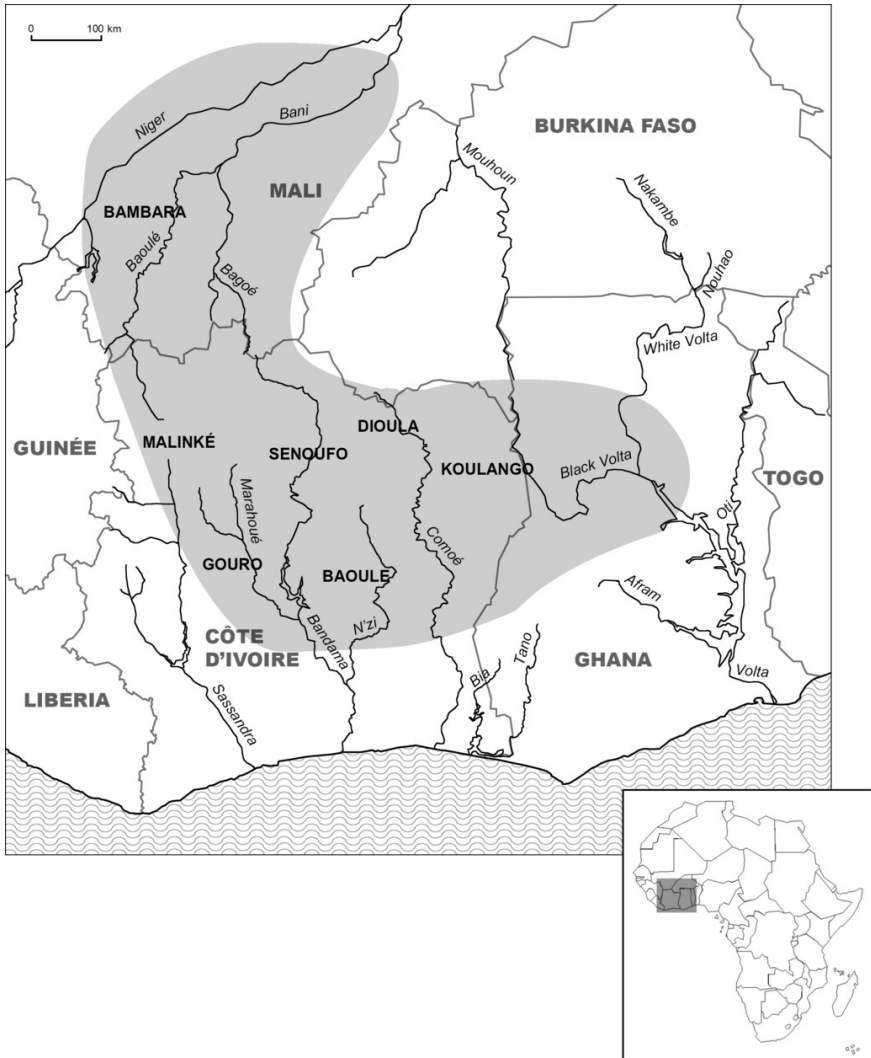 0 100 km
Niger
Bani
BURKINA FASO
Mouhoun
MALI
Nakambe
BAMBARA
Baoulé
Bagoé
Nouhao
White Volta
DIOULA
MALINKÉ
SENOUFO
GUINÉE
KOULANGO
Black Volta
TOGO
Marahoué
Oti
Comoé
GOURO
BAOULE
Afram
N'zi
Bandama
CÔTE
D'IVOIRE
Tano
GHANA
Bia
Volta
LIBERIA
Sassandra